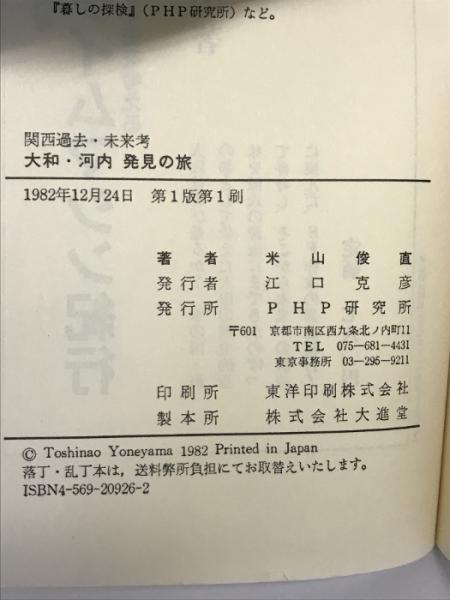 『暮しの探検』(PHP研究所)など。
関西過去・未来考
大和・河内 発見の旅
1982年12月24日 第1版第1刷
著者 米山俊直
発行者 江口克彦
発行所 PHP研究所
〒601 京都市南区西九条北ノ内町11
TEL 075-681-4431
東京事務所 03-295-9211
印刷所 東洋印刷株式会社
製本所 株式会社大進堂
© Toshinao Yoneyama 1982 Printed in Japan
落丁・乱丁本は,送料弊所負担にてお取替えいたします。
ISBN4-569-20926-2